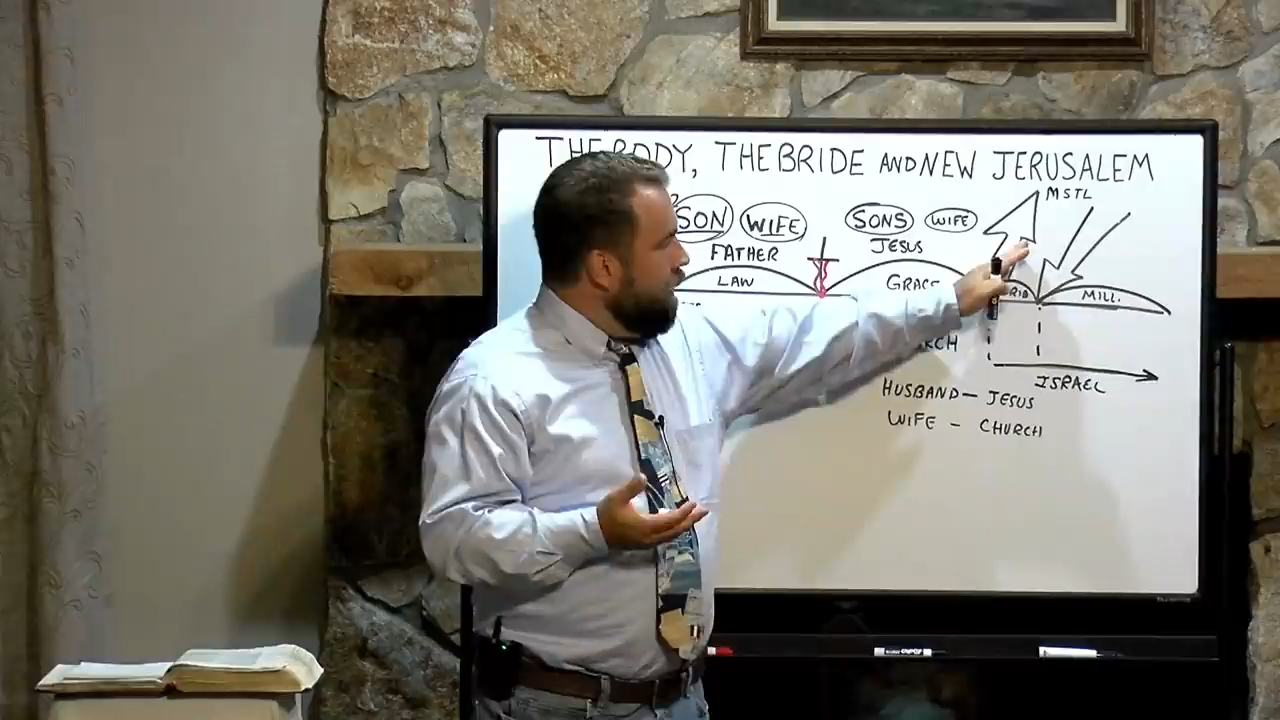 THE BODY, THE BRIDE AND NEW JERUSALEM
MSTL
SON WIFE SONS WIFE
FATHER JESUS
LAW MILL.
ISRAEL
HUSBAND — JESUS
WIFE — CHURCH